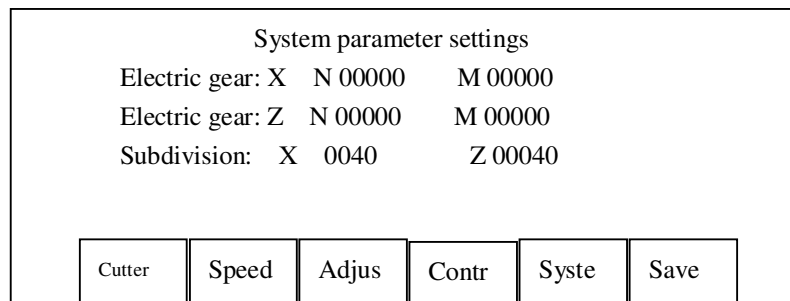 System parameter settings
Electric gear: X N 00000 M 00000
Electric gear: Z N 00000 M 00000
Subdivision: X 0040 Z 00040
Cutter Speed Adjus Contr Syste Save